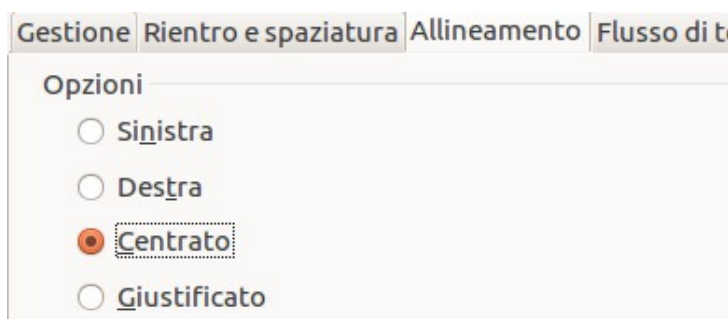 Gestione Rientro e spaziatura Allineamento Flusso di
Opzioni
Sinistra
Destra
Centrato
Giustificato